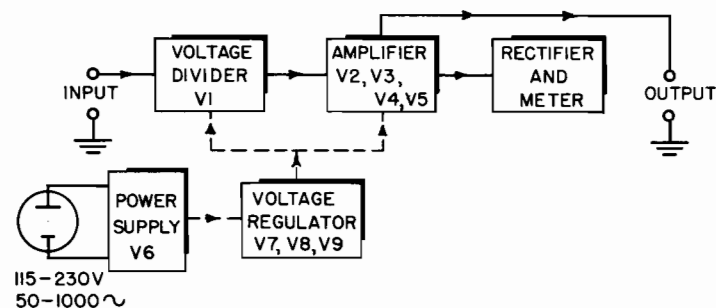 VOLTAGE
DIVIDER
V1
AMPLIFIER
V2, V3,
V4, V5
RECTIFIER
AND
METER
INPUT
OUTPUT
POWER
SUPPLY
V6
VOLTAGE
REGULATOR
V7, V8, V9
115-230V
50-1000∿